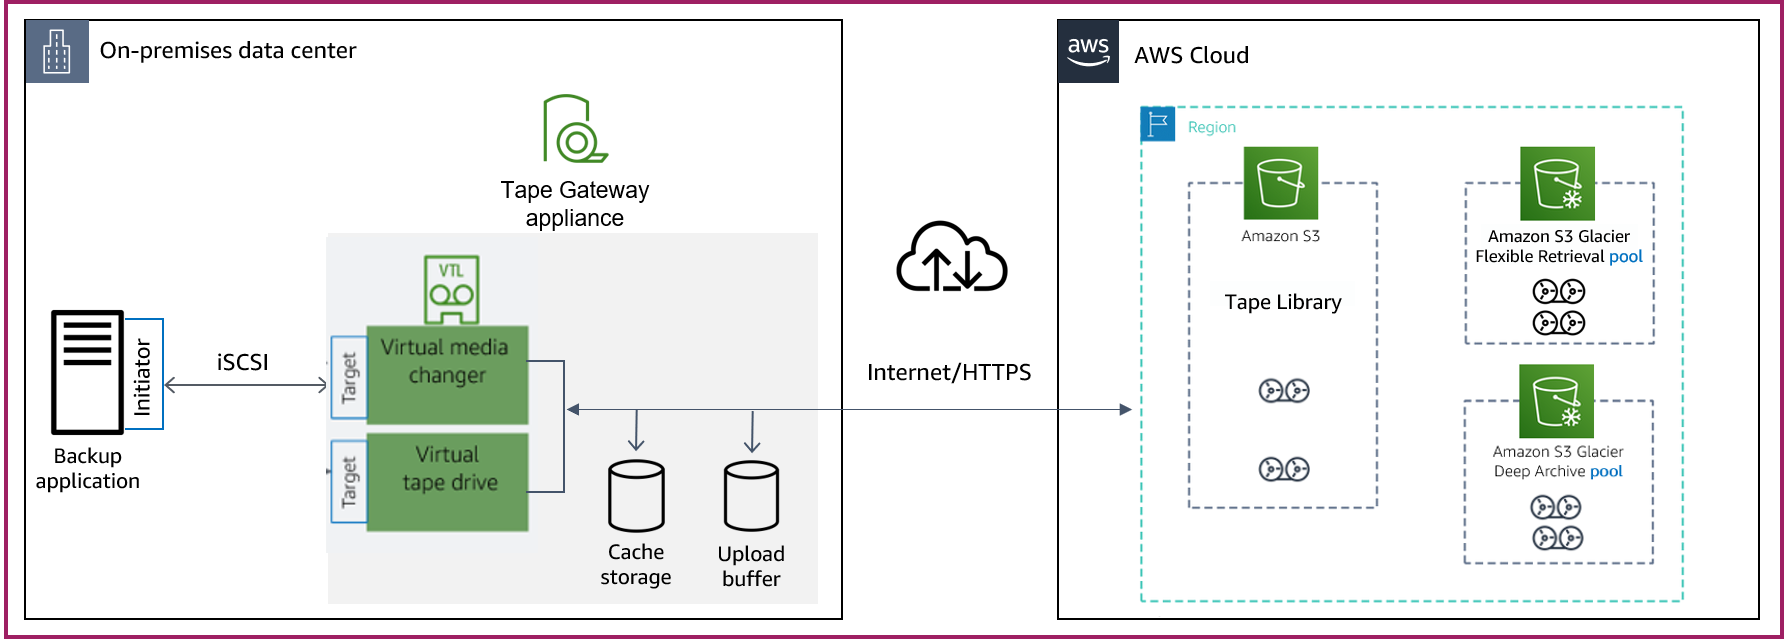 On-premises data center
Tape Gateway
appliance
VTL
Virtual media
changer
Target
Virtual
tape drive
Target
iSCSI
Initiator
Backup
application
Cache
storage
Upload
buffer
Internet/HTTPS
aws
AWS Cloud
Region
Amazon S3
Tape Library
Amazon S3 Glacier
Flexible Retrieval pool
Amazon S3 Glacier
Deep Archive pool